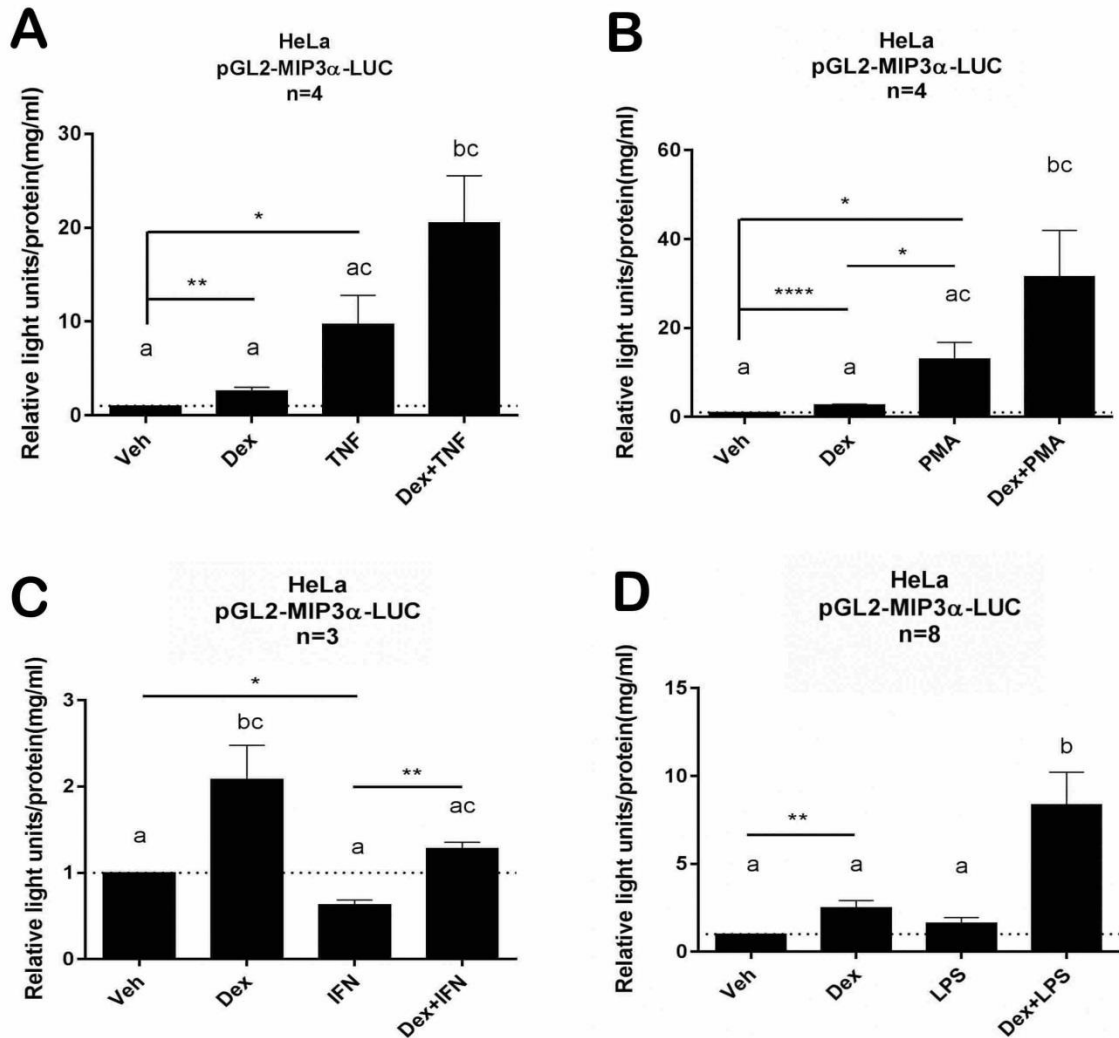 A
HeLa
pGL2-MIP3α-LUC
n=4
Relative light units/protein(mg/ml)
30
20
10
0
bc
*
ac
**
a
a
Veh
Dex
TNF
Dex+TNF
B
HeLa
pGL2-MIP3α-LUC
n=4
Relative light units/protein(mg/ml)
60
40
20
0
bc
*
*
ac
****
a
a
Veh
Dex
PMA
Dex+PMA
C
HeLa
pGL2-MIP3α-LUC
n=3
Relative light units/protein(mg/ml)
3
2
1
0
*
bc
**
a
a
ac
Veh
Dex
IFN
Dex+IFN
D
HeLa
pGL2-MIP3α-LUC
n=8
Relative light units/protein(mg/ml)
15
10
5
0
b
**
a
a
a
Veh
Dex
LPS
Dex+LPS